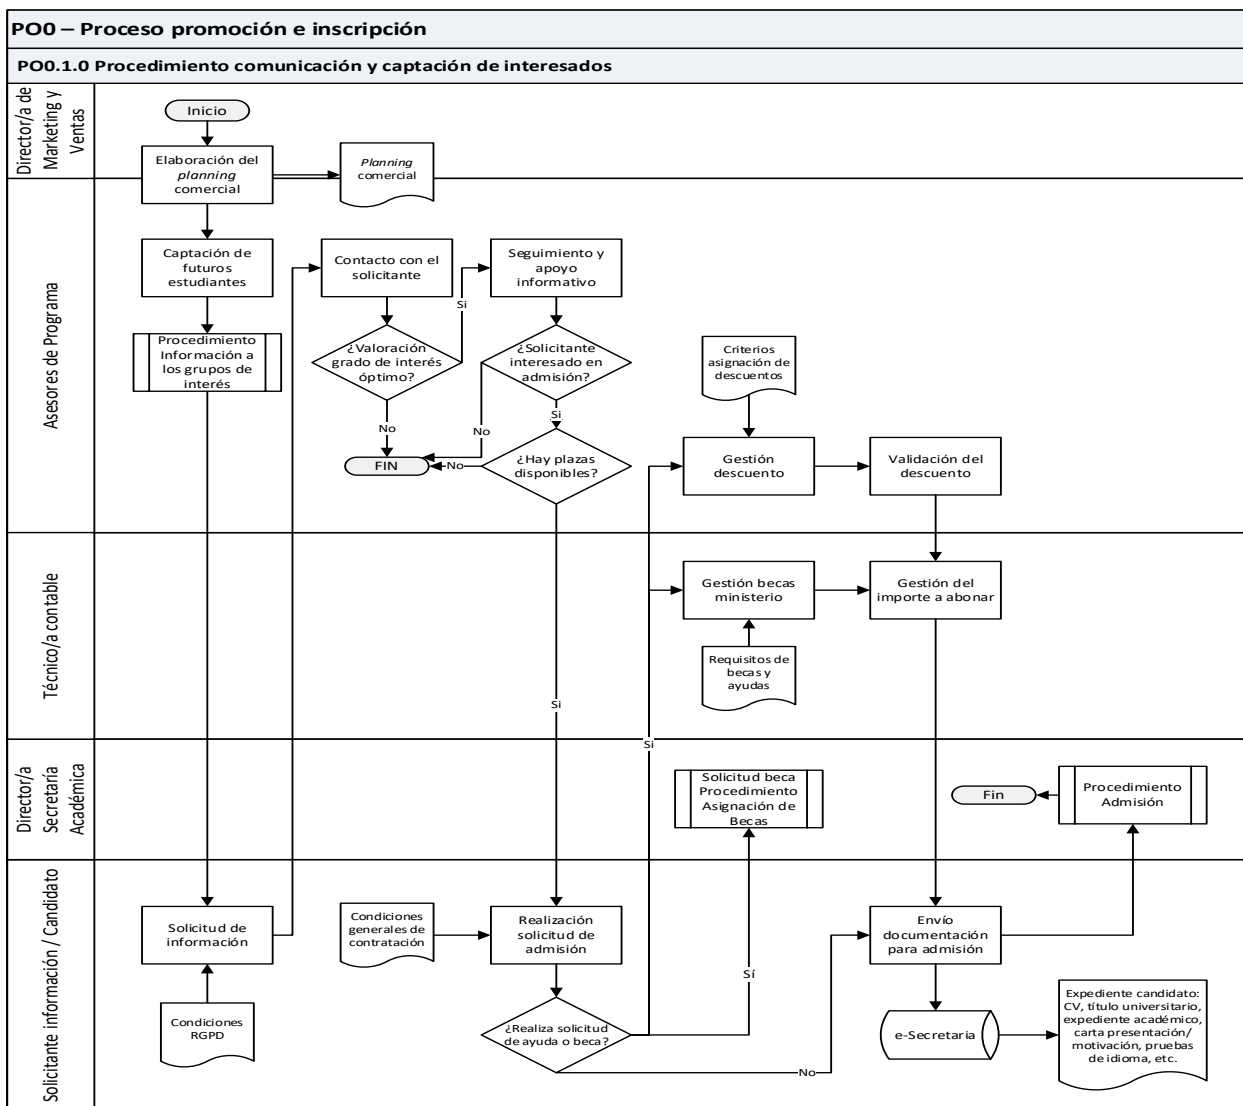 PO0 – Proceso promoción e inscripción
PO0.1.0 Procedimiento comunicación y captación de interesados
Director/a de
Marketing y
Ventas
Inicio
Elaboración del
planning
comercial
Planning
comercial
Asesores de Programa
Captación de
futuros
estudiantes
Procedimiento
Información a
los grupos de
interés
Contacto con el
solicitante
¿Valoración
grado de interés
óptimo?
Si
No
FIN
Seguimiento y
apoyo
informativo
¿Solicitante
interesado en
admisión?
No
Si
¿Hay plazas
disponibles?
No
Criterios
asignación de
descuentos
Gestión
descuento
Validación del
descuento
Técnico/a contable
Gestión becas
ministerio
Gestión del
importe a abonar
Requisitos de
becas y
ayudas
Si
Si
Director/a
Secretaría
Académica
Solicitud beca
Procedimiento
Asignación de
Becas
Fin
Procedimiento
Admisión
Solicitante información / Candidato
Solicitud de
información
Condiciones
RGPD
Condiciones
generales de
contratación
Realización
solicitud de
admisión
¿Realiza solicitud
de ayuda o beca?
Sí
No
Envío
documentación
para admisión
e-Secretaria
Expediente candidato:
CV, título universitario,
expediente académico,
carta presentación/
motivación, pruebas
de idioma, etc.